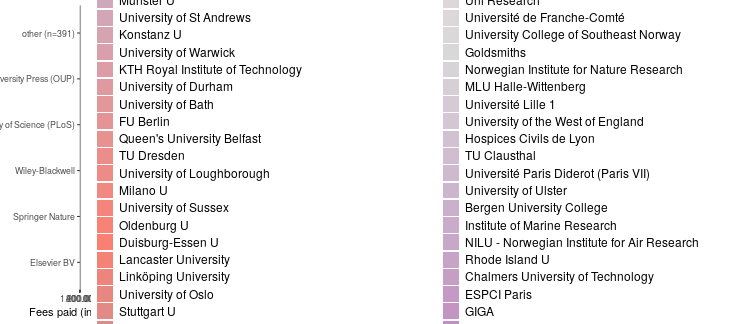 Munster U
University of St Andrews
Konstanz U
University of Warwick
KTH Royal Institute of Technology
University of Durham
University of Bath
FU Berlin
Queen's University Belfast
TU Dresden
University of Loughborough
Milano U
University of Sussex
Oldenburg U
Duisburg-Essen U
Lancaster University
Linköping University
University of Oslo
Stuttgart U
Uni Research
Université de Franche-Comté
University College of Southeast Norway
Goldsmiths
Norwegian Institute for Nature Research
MLU Halle-Wittenberg
Université Lille 1
University of the West of England
Hospices Civils de Lyon
TU Clausthal
Université Paris Diderot (Paris VII)
University of Ulster
Bergen University College
Institute of Marine Research
NILU - Norwegian Institute for Air Research
Rhode Island U
Chalmers University of Technology
ESPCI Paris
GIGA
other (n=391)
versity Press (OUP)
y of Science (PLoS)
Wiley-Blackwell
Springer Nature
Elsevier BV
Fees paid (in